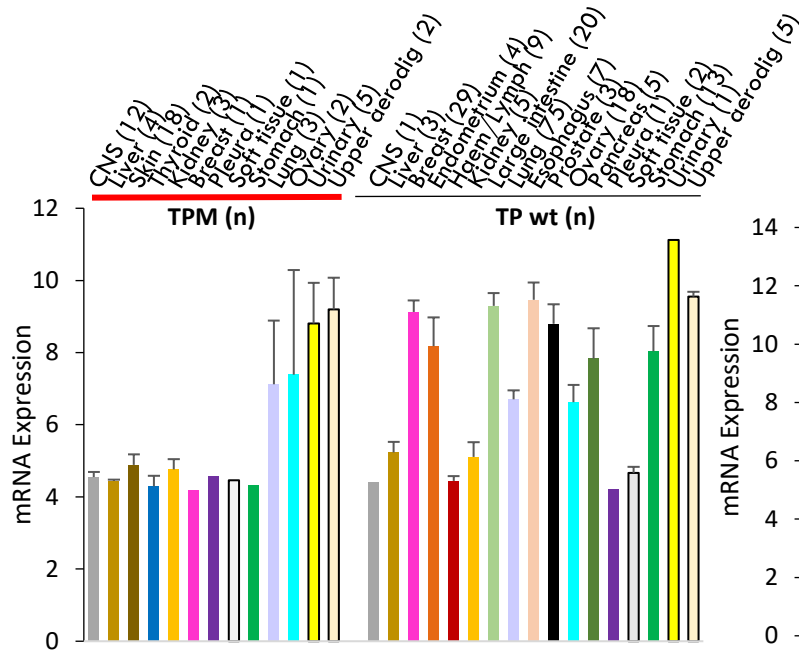 CNS (12)
Liver (4)
Skin (18)
Thyroid (2)
Kidney (3)
Breast (1)
Pleura (1)
Soft tissue (1)
Stomach (1)
Lung (3)
Ovary (2)
Urinary (5)
Upper aerodig (2)
CNS (1)
Liver (3)
Breast (29)
Endometrium (4)
Haem/Lymph (9)
Kidney (5)
Large intestine (20)
Lung (75)
Esophagus (7)
Prostate (3)
Ovary (18)
Pancreas (5)
Pleura (1)
Soft tissue (2)
Stomach (13)
Urinary (1)
Upper aerodig (5)
TPM (n)
TP wt (n)
mRNA Expression
12
10
8
6
4
2
0
mRNA Expression
14
12
10
8
6
4
2
0